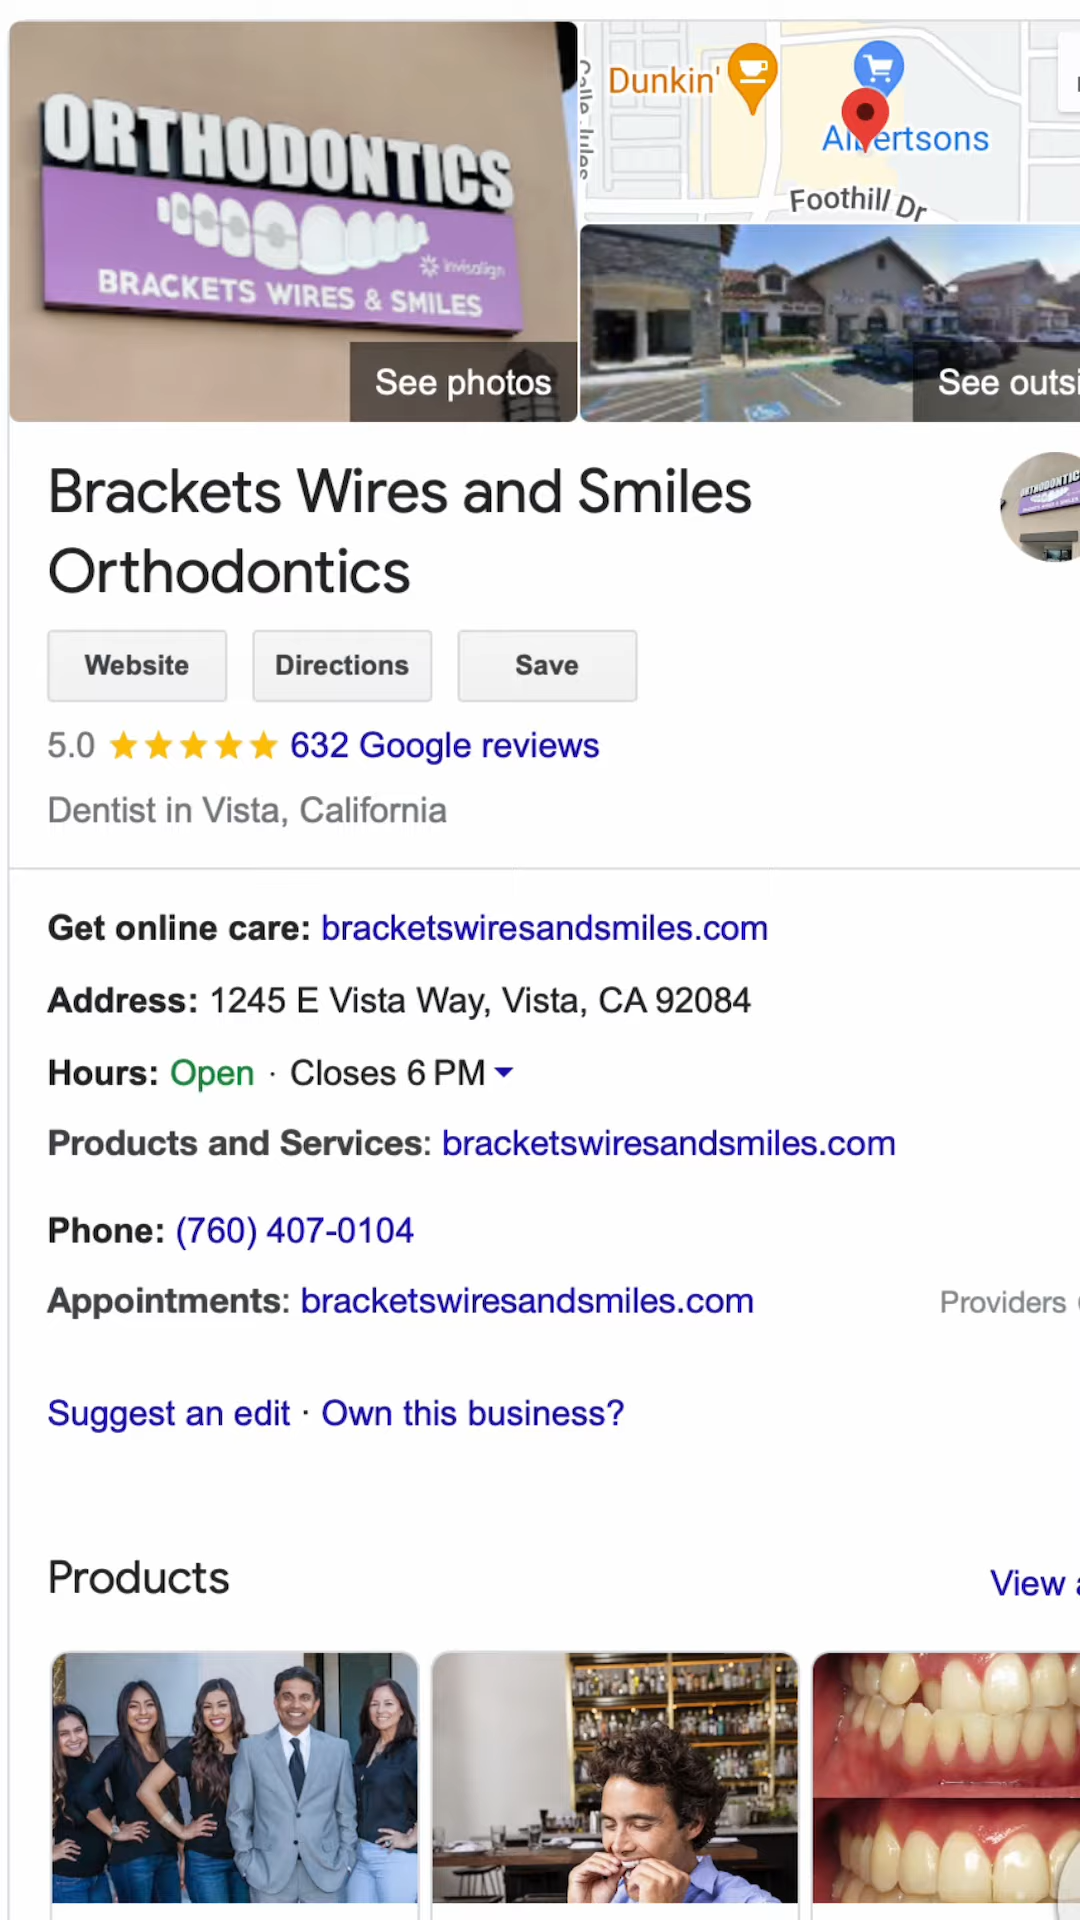 ORTHODONTICS
invisalign
BRACKETS WIRES & SMILES
See photos
Dunkin'
Albertsons
Foothill Dr
See outsi
Brackets Wires and Smiles
Orthodontics
Website
Directions
Save
5.0
632 Google reviews
Dentist in Vista, California
Get online care: bracketswiresandsmiles.com
Address: 1245 E Vista Way, Vista, CA 92084
Hours: Open · Closes 6 PM
Products and Services: bracketswiresandsmiles.com
Phone: (760) 407-0104
Appointments: bracketswiresandsmiles.com
Providers
Suggest an edit · Own this business?
Products
View a